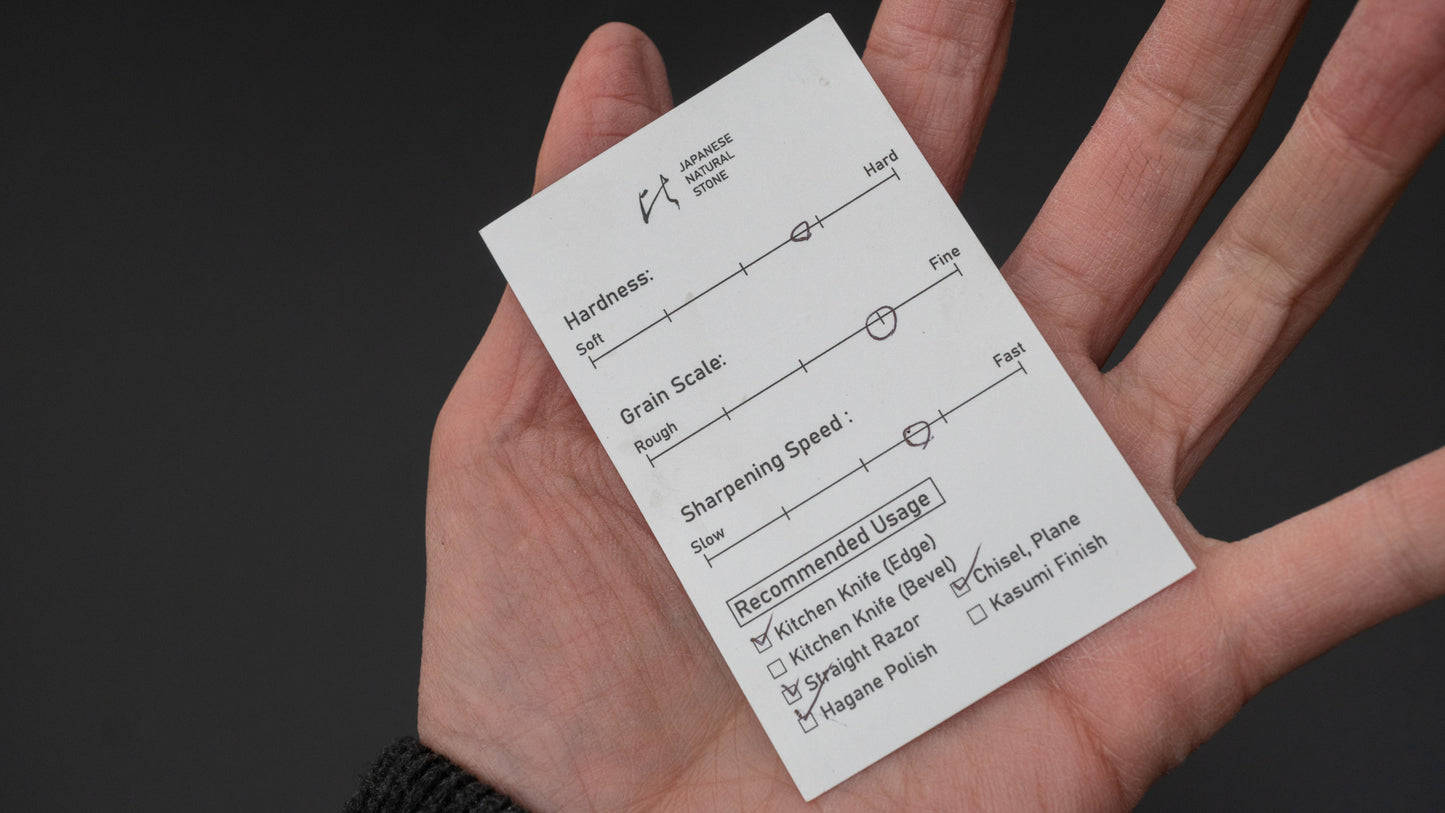 JAPANESE
NATURAL
STONE
Hardness:
Soft Hard
Grain Scale:
Rough Fine
Sharpening Speed :
Slow Fast
Recommended Usage
Kitchen Knife (Edge)
Kitchen Knife (Bevel)
Straight Razor
Hagane Polish
Chisel, Plane
Kasumi Finish